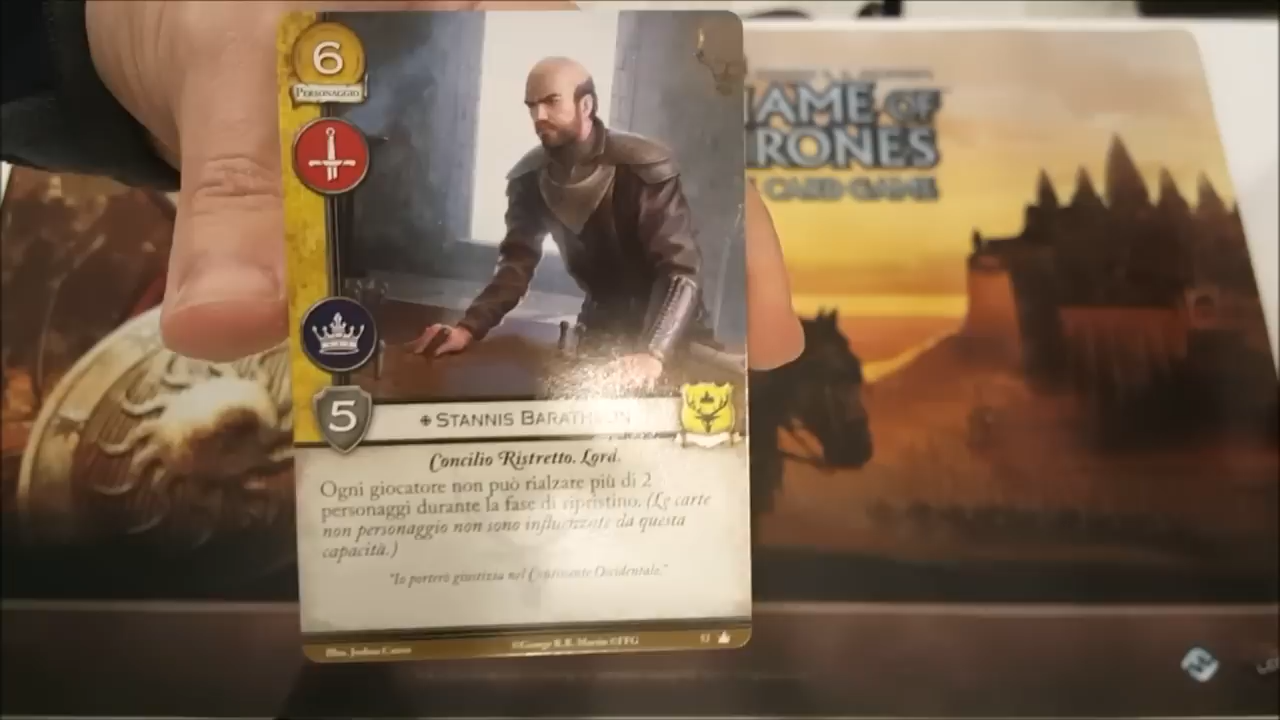 6
PERSONAGGIO
5
STANNIS BARATHEON
Concilio Ristretto. Lord.
Ogni giocatore non può rialzare più di 2
personaggi durante la fase di ripristino. (Le carte
non personaggio non sono influenzate da questa
capacità.)
"Io porterò giustizia nel Continente Occidentale."
©George R. R. Martin ©FFG
AME OF
RONES
CARD GAME